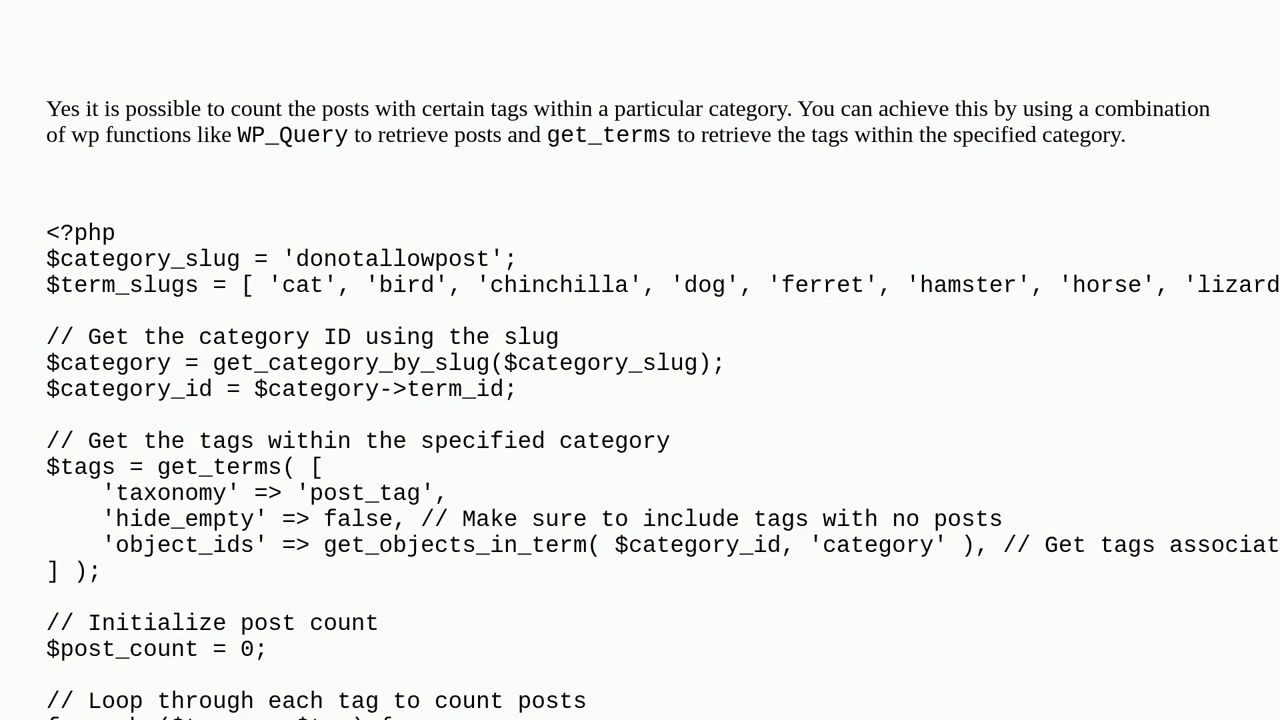 Yes it is possible to count the posts with certain tags within a particular category. You can achieve this by using a combination
of wp functions like WP_Query to retrieve posts and get_terms to retrieve the tags within the specified category.
<?php
$category_slug = 'donotallowpost';
$term_slugs = [ 'cat', 'bird', 'chinchilla', 'dog', 'ferret', 'hamster', 'horse', 'lizard
// Get the category ID using the slug
$category = get_category_by_slug($category_slug);
$category_id = $category->term_id;
// Get the tags within the specified category
$tags = get_terms( [
    'taxonomy' => 'post_tag',
    'hide_empty' => false, // Make sure to include tags with no posts
    'object_ids' => get_objects_in_term( $category_id, 'category' ), // Get tags associat
] );
// Initialize post count
$post_count = 0;
// Loop through each tag to count posts